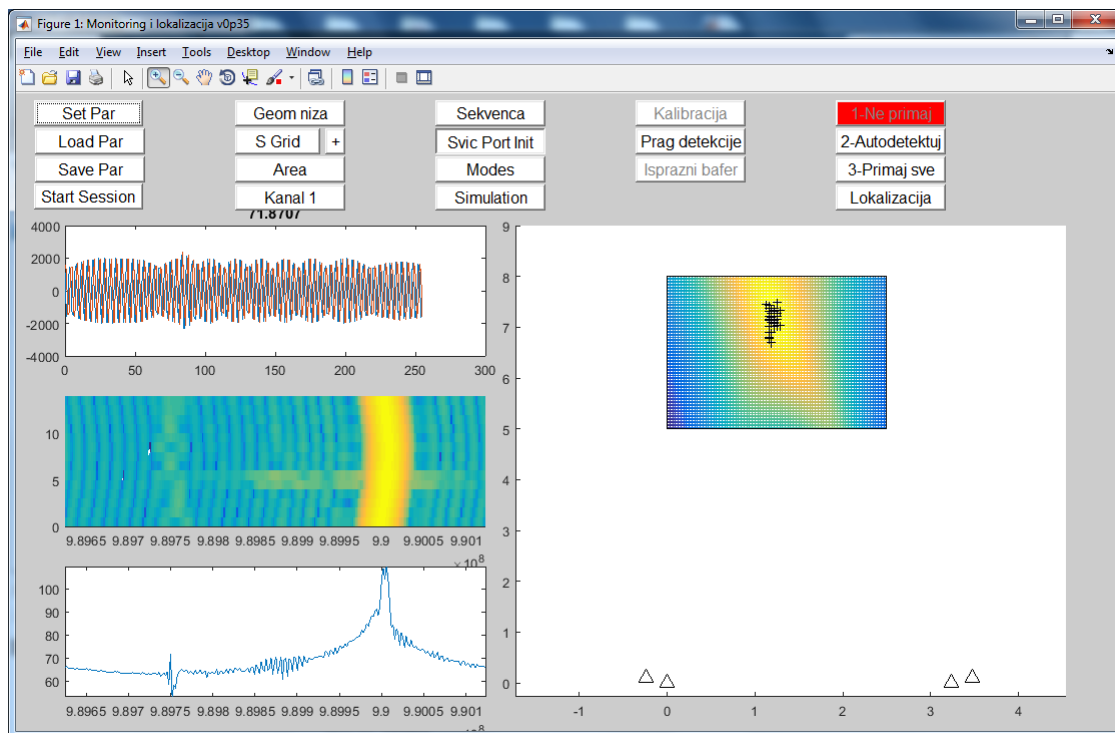 Figure 1: Monitoring i lokalizacija v0p35
File Edit View Insert Tools Desktop Window Help
Set Par Geom niza Sekvenca Kalibracija 1-Ne primaj
Load Par S Grid + Svic Port Init Prag detekcije 2-Autodetektuj
Save Par Area Modes Isprazni bafer 3-Primaj sve
Start Session Kanal 1 Simulation Lokalizacija
71.8707
4000
2000
0
-2000
-4000
0 50 100 150 200 250 300
10
5
0
9.8965 9.897 9.8975 9.898 9.8985 9.899 9.8995 9.9 9.9005 9.901
×10⁸
100
90
80
70
60
9.8965 9.897 9.8975 9.898 9.8985 9.899 9.8995 9.9 9.9005 9.901
9
8
7
6
5
4
3
2
1
0
-1 0 1 2 3 4